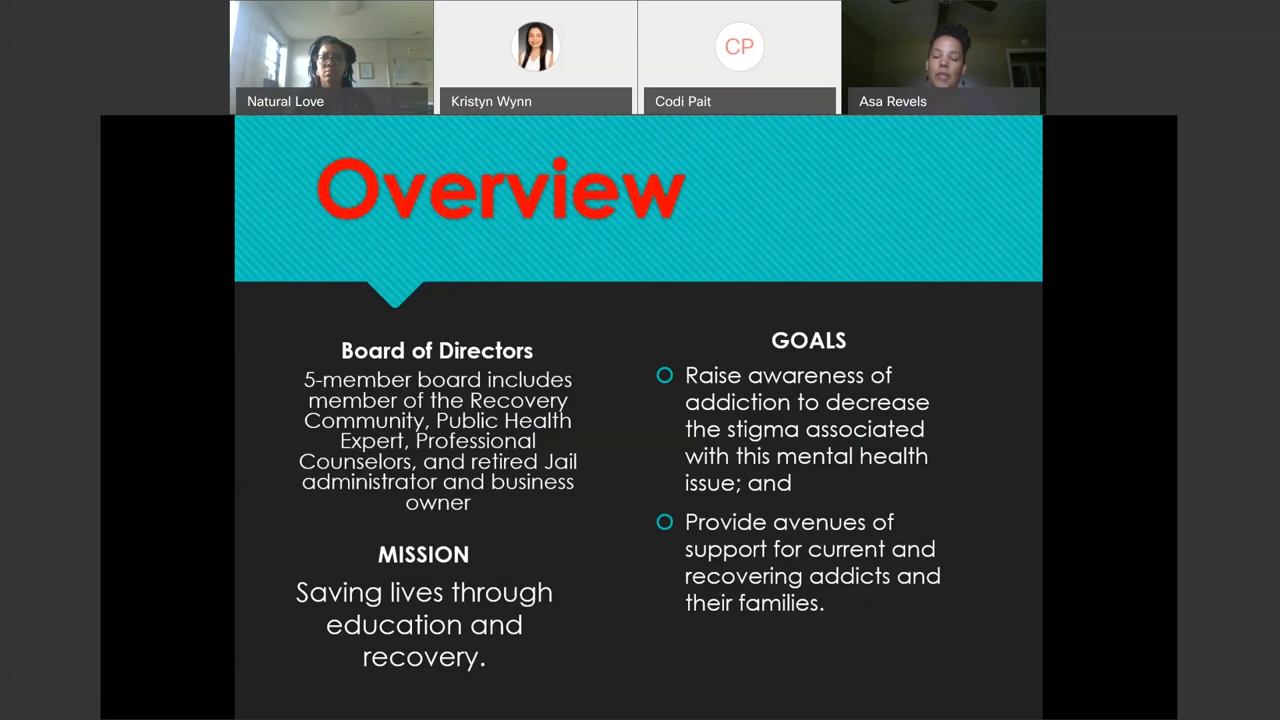 Natural Love
Kristyn Wynn
CP
Codi Pait
Asa Revels
Overview
Board of Directors
5-member board includes
member of the Recovery
Community, Public Health
Expert, Professional
Counselors, and retired Jail
administrator and business
owner
MISSION
Saving lives through
education and
recovery.
GOALS
Raise awareness of
addiction to decrease
the stigma associated
with this mental health
issue; and
Provide avenues of
support for current and
recovering addicts and
their families.